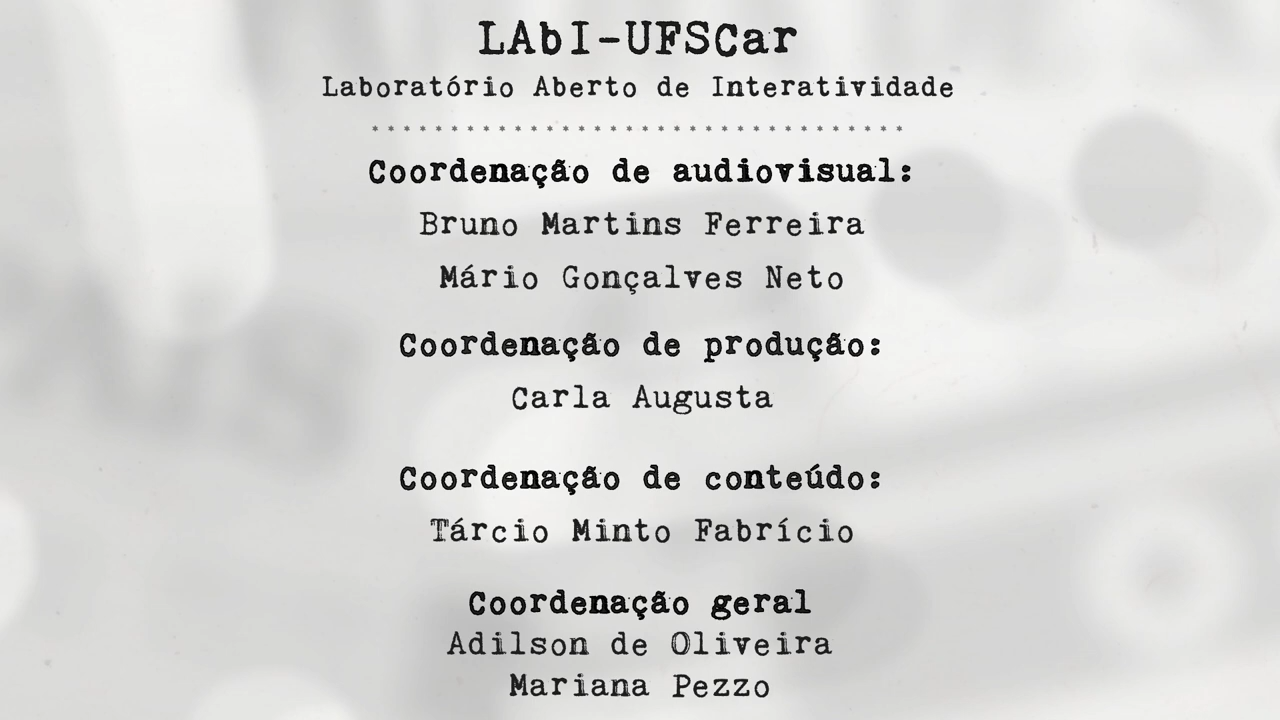 LAbI-UFSCar
Laboratório Aberto de Interatividade
Coordenação de audiovisual:
Bruno Martins Ferreira
Mário Gonçalves Neto
Coordenação de produção:
Carla Augusta
Coordenação de conteúdo:
Tárcio Minto Fabrício
Coordenação geral
Adilson de Oliveira
Mariana Pezzo